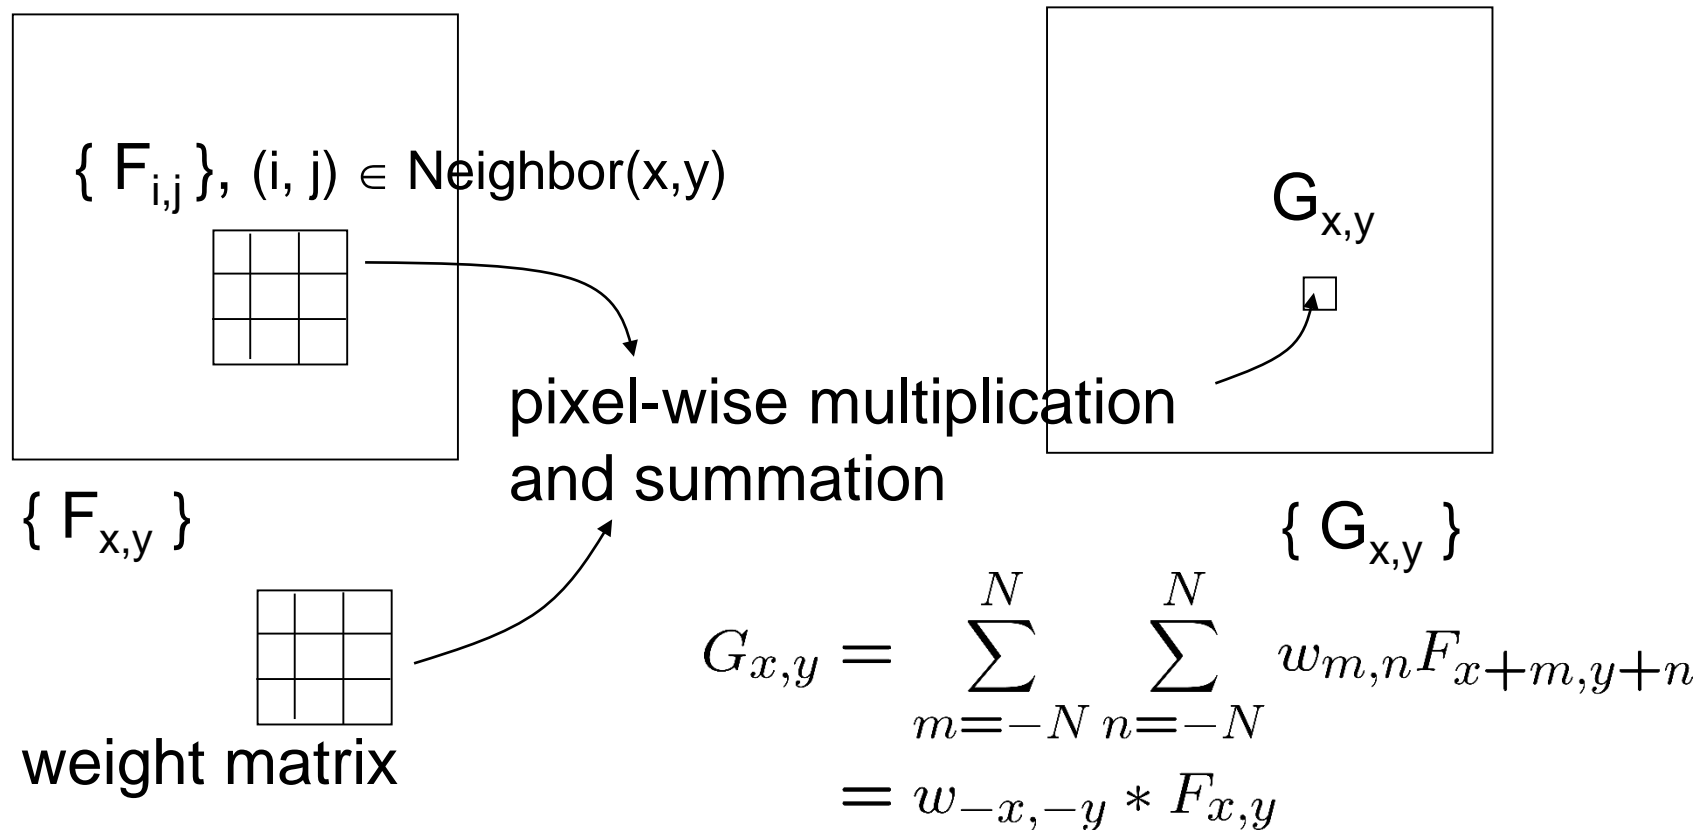 { F_{i,j} }, (i, j) ∈ Neighbor(x,y)
G_{x,y}
pixel-wise multiplication
and summation
{ F_{x,y} }
{ G_{x,y} }
weight matrix
G_{x,y} = \sum_{m=-N}^{N} \sum_{n=-N}^{N} w_{m,n} F_{x+m,y+n}
= w_{-x,-y} * F_{x,y}